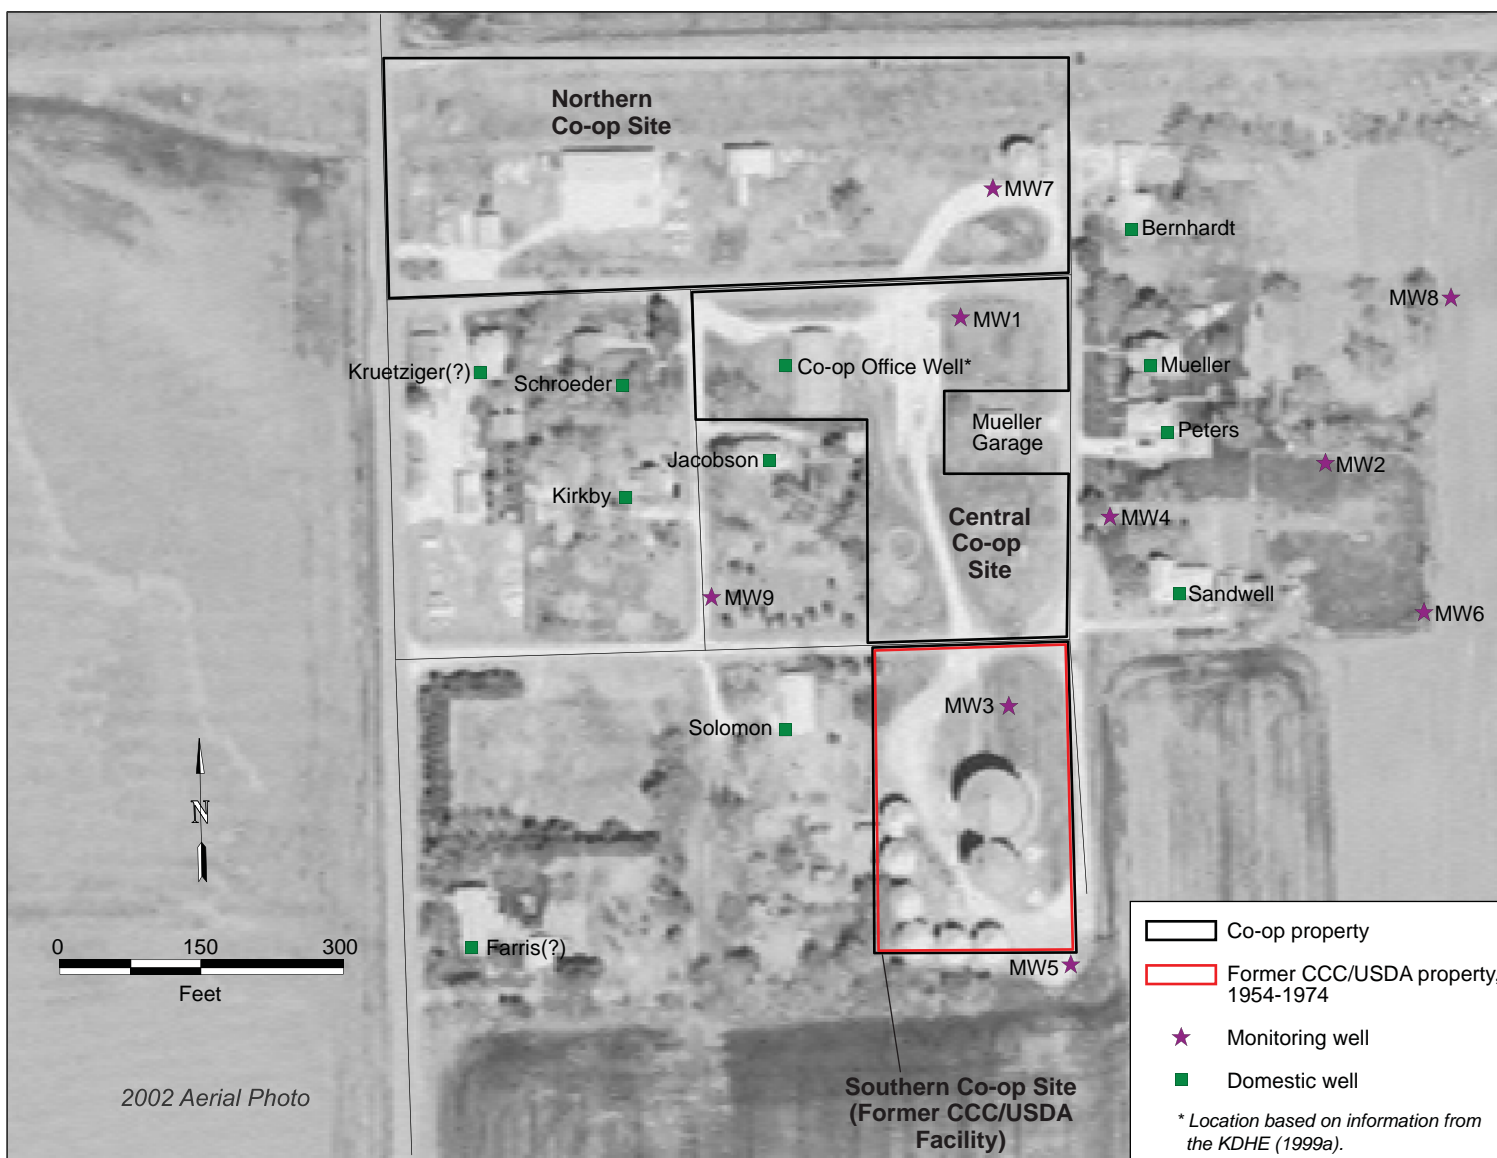 Northern
Co-op Site
MW7
Bernhardt
MW8
MW1
Kruetziger(?)
Schroeder
Co-op Office Well*
Mueller
Mueller
Garage
Peters
Jacobson
MW2
Kirkby
Central
Co-op
Site
MW4
MW9
Sandwell
MW6
MW3
Solomon
N
Farris(?)
MW5
0 150 300
Feet
2002 Aerial Photo
Southern Co-op Site
(Former CCC/USDA
Facility)
Co-op property
Former CCC/USDA property,
1954-1974
Monitoring well
Domestic well
* Location based on information from
the KDHE (1999a).